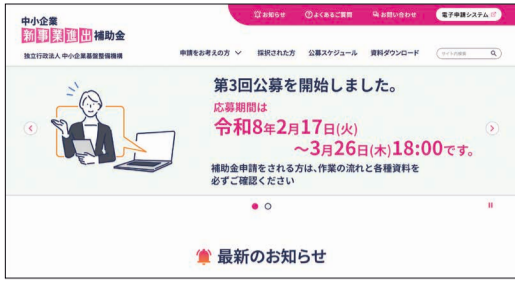 中小企業
新事業進出補助金
独立行政法人 中小企業基盤整備機構
お知らせ
よくあるご質問
お問い合わせ
電子申請システム
申請をお考えの方
採択された方
公募スケジュール
資料ダウンロード
サイト内検索
第3回公募を開始しました。
応募期間は
令和8年2月17日(火)
～3月26日(木)18:00です。
補助金申請をされる方は、作業の流れと各種資料を
必ずご確認ください
最新のお知らせ